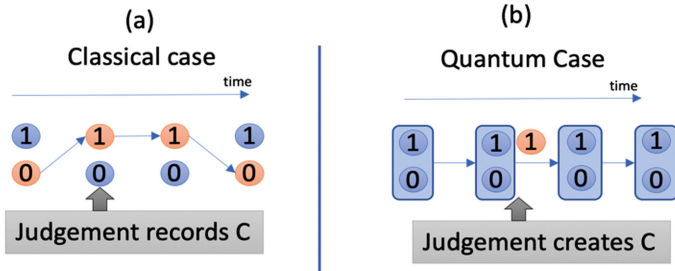 (a)
Classical case
time
1 1 1 1
0 0 0 0
Judgement records C
(b)
Quantum Case
time
1 1 1 1 1
0 0 0 0
Judgement creates C